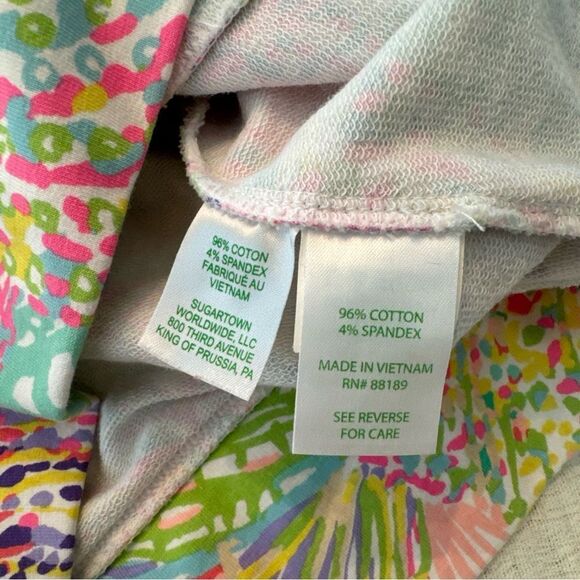 96% COTON
4% SPANDEX
FABRIQUÉ AU
VIETNAM
SUGARTOWN
WORLDWIDE, LLC
800 THIRD AVENUE
KING OF PRUSSIA, PA
96% COTTON
4% SPANDEX
MADE IN VIETNAM
RN# 88189
SEE REVERSE
FOR CARE